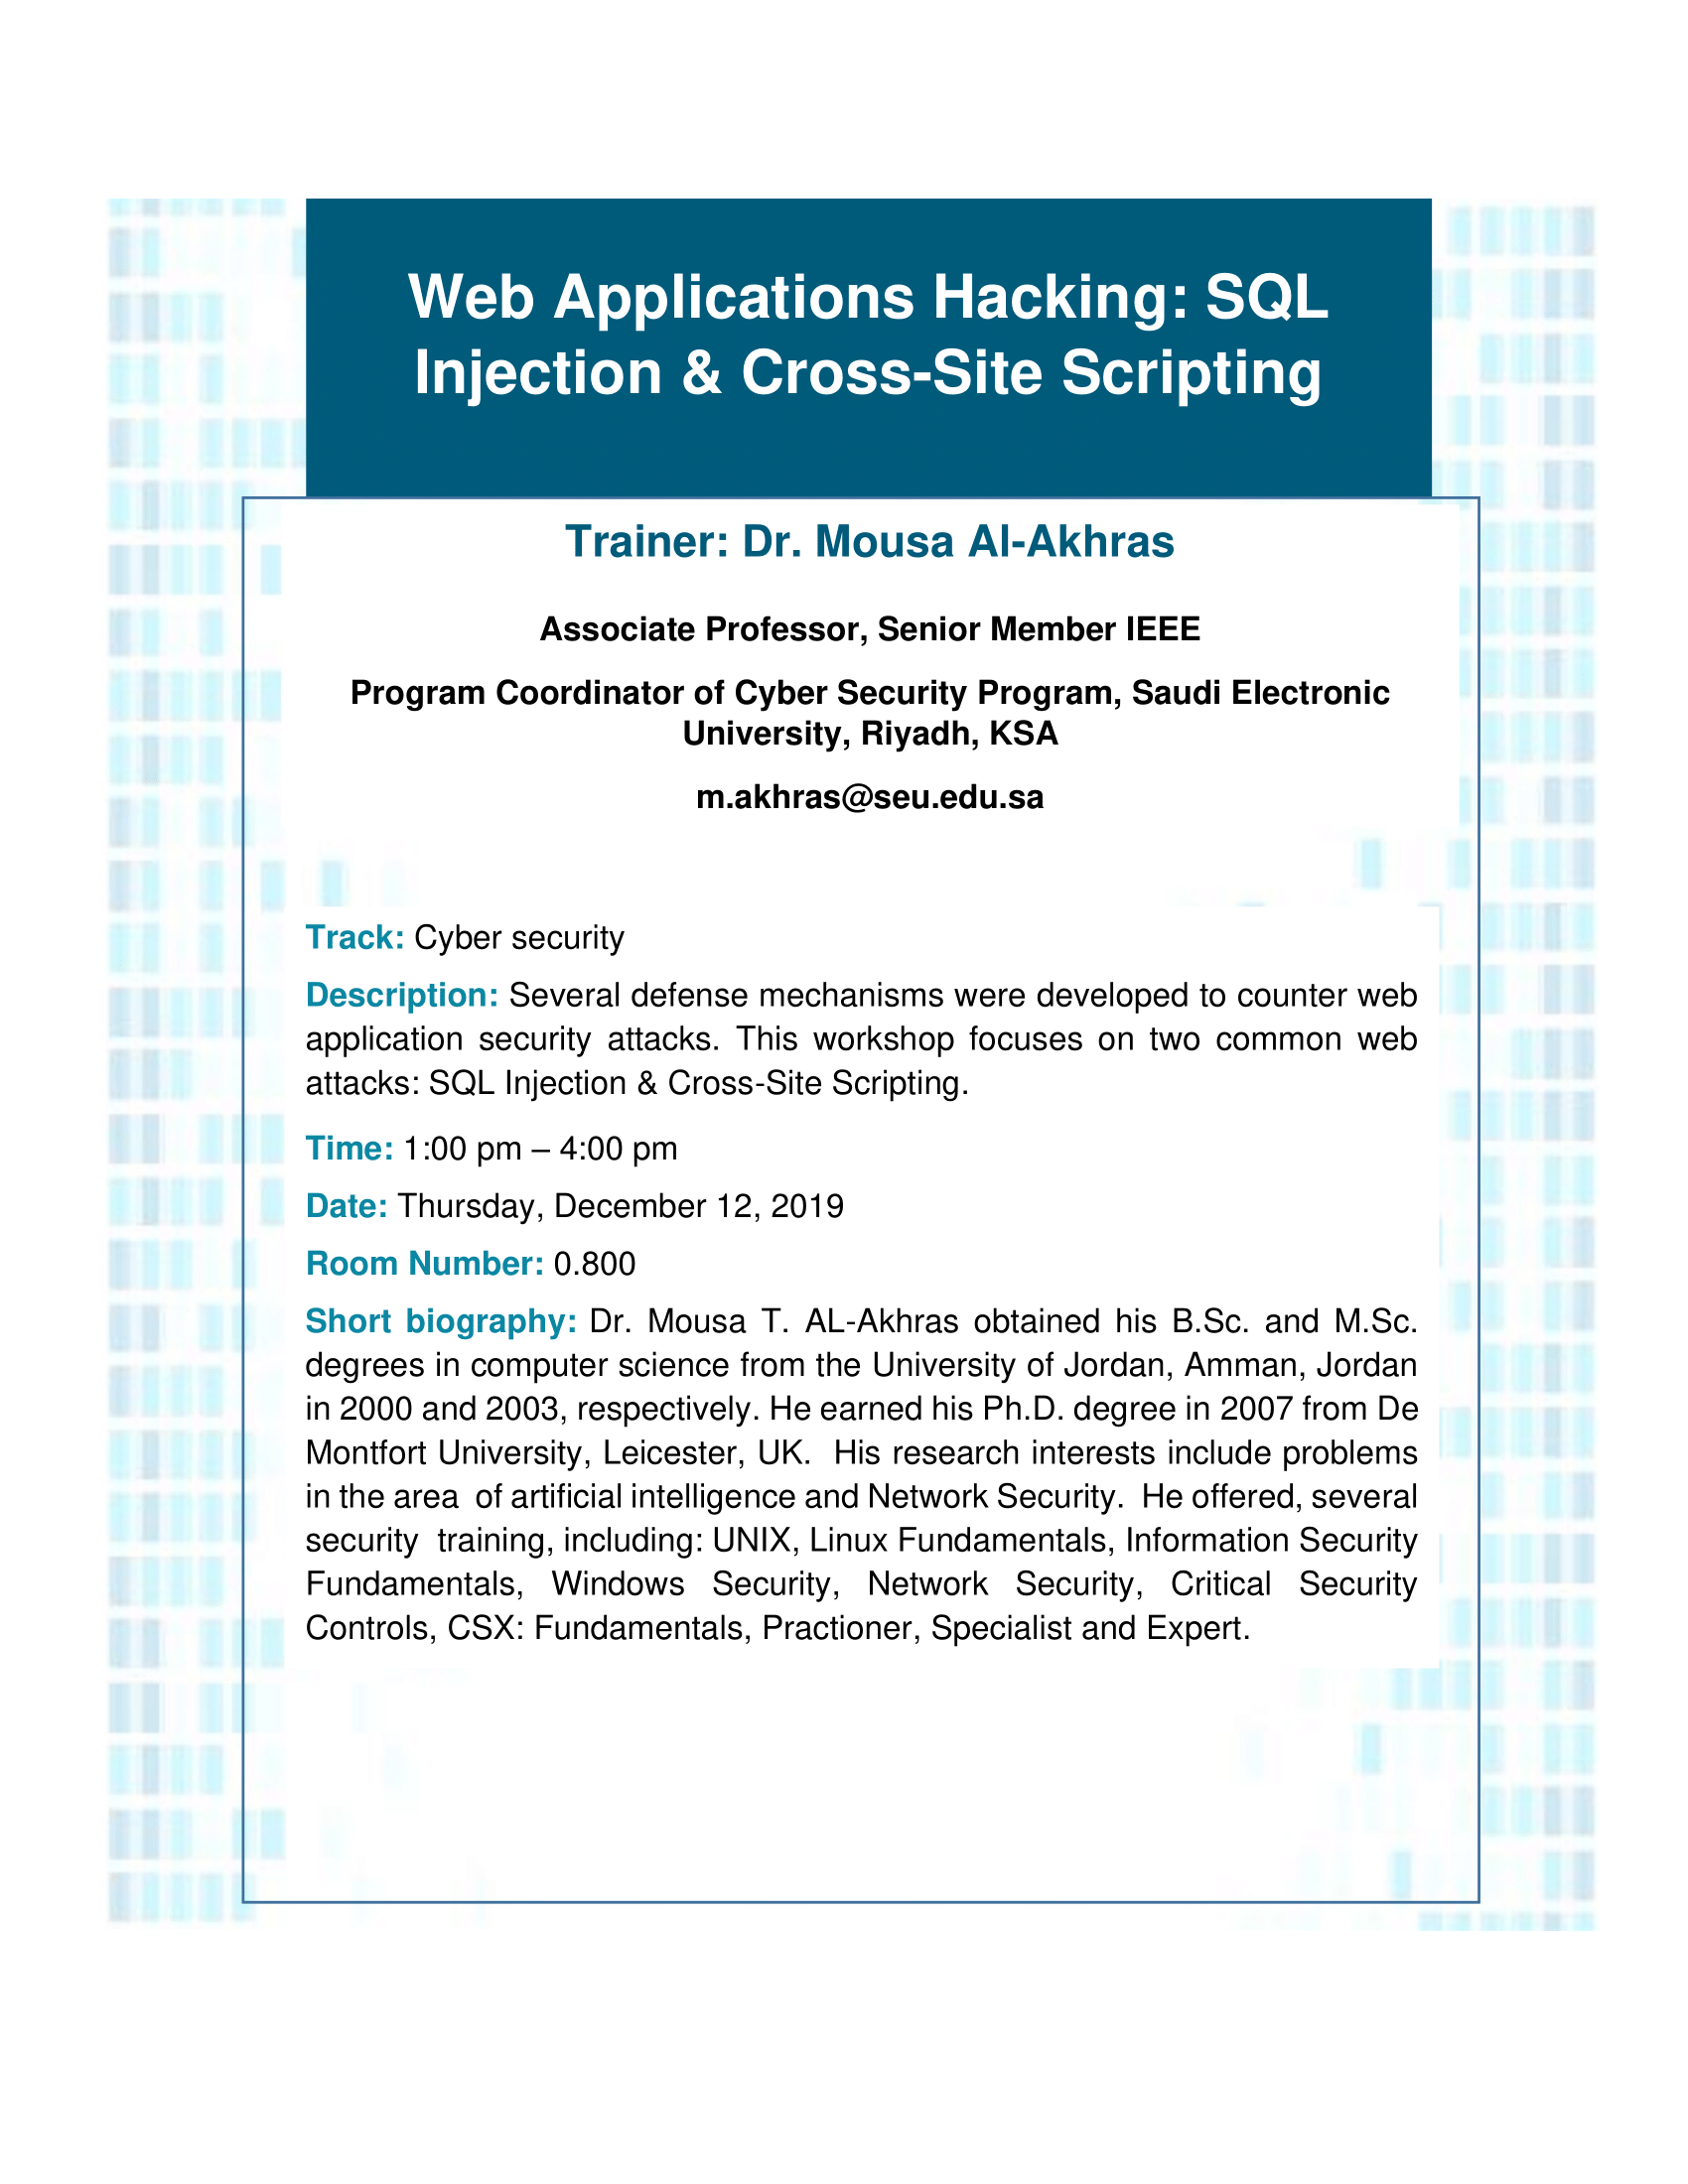 Web Applications Hacking: SQL
Injection & Cross-Site Scripting
Trainer: Dr. Mousa Al-Akhras
Associate Professor, Senior Member IEEE
Program Coordinator of Cyber Security Program, Saudi Electronic
University, Riyadh, KSA
m.akhras@seu.edu.sa
Track: Cyber security
Description: Several defense mechanisms were developed to counter web
application security attacks. This workshop focuses on two common web
attacks: SQL Injection & Cross-Site Scripting.
Time: 1:00 pm – 4:00 pm
Date: Thursday, December 12, 2019
Room Number: 0.800
Short biography: Dr. Mousa T. AL-Akhras obtained his B.Sc. and M.Sc.
degrees in computer science from the University of Jordan, Amman, Jordan
in 2000 and 2003, respectively. He earned his Ph.D. degree in 2007 from De
Montfort University, Leicester, UK.  His research interests include problems
in the area  of artificial intelligence and Network Security.  He offered, several
security  training, including: UNIX, Linux Fundamentals, Information Security
Fundamentals, Windows Security, Network Security, Critical Security
Controls, CSX: Fundamentals, Practioner, Specialist and Expert.